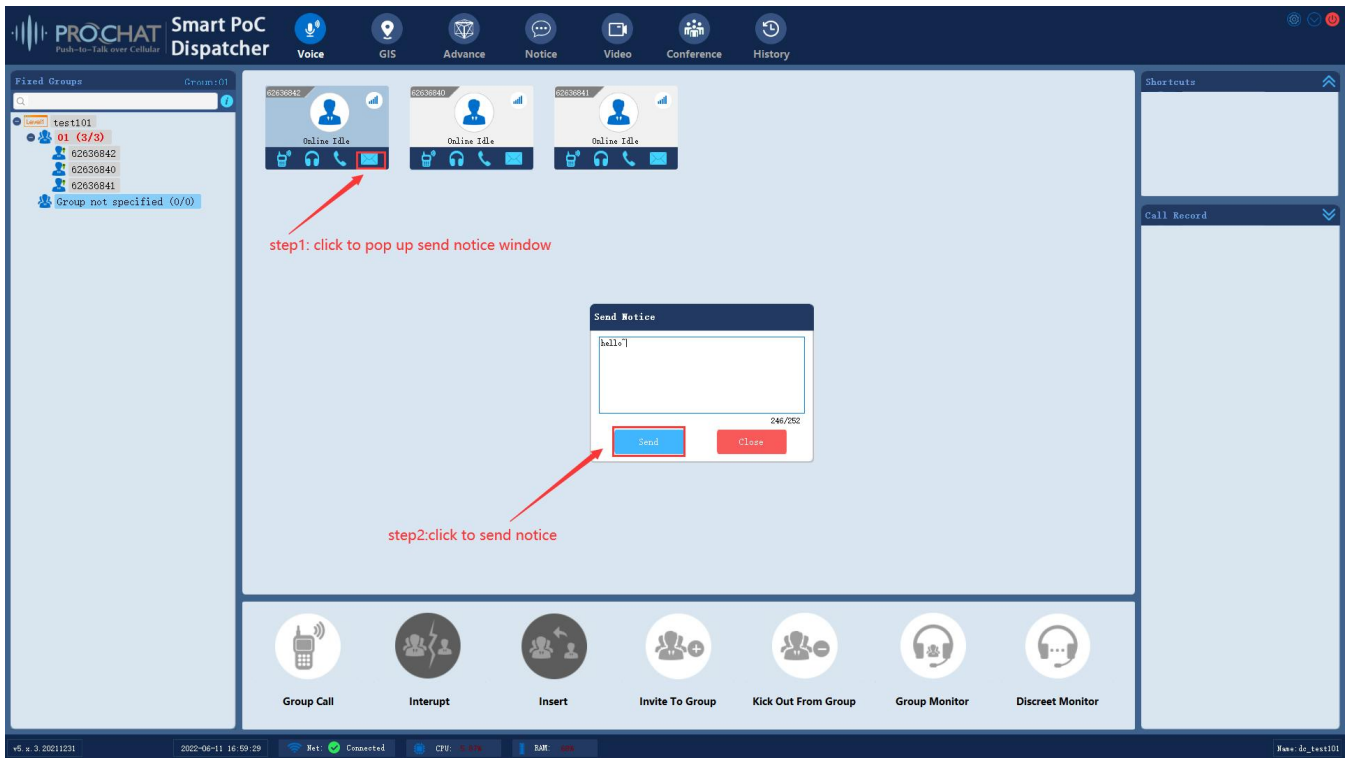 PROCHAT
Push-to-Talk over Cellular
Smart PoC
Dispatcher
Voice
GIS
Advance
Notice
Video
Conference
History
Fixed Groups
Group:01
test101
01 (3/3)
62636842
62636840
62636841
Group not specified (0/0)
62636842
Online Idle
62636840
Online Idle
62636841
Online Idle
step1: click to pop up send notice window
Send Notice
hello~
246/252
Send
Close
step2:click to send notice
Group Call
Interupt
Insert
Invite To Group
Kick Out From Group
Group Monitor
Discreet Monitor
Shortcuts
Call Record
v5.x.3.20211231
2022-06-11 16:59:29
Net:
Connected
CPU:
RAM:
Name:dc_test101